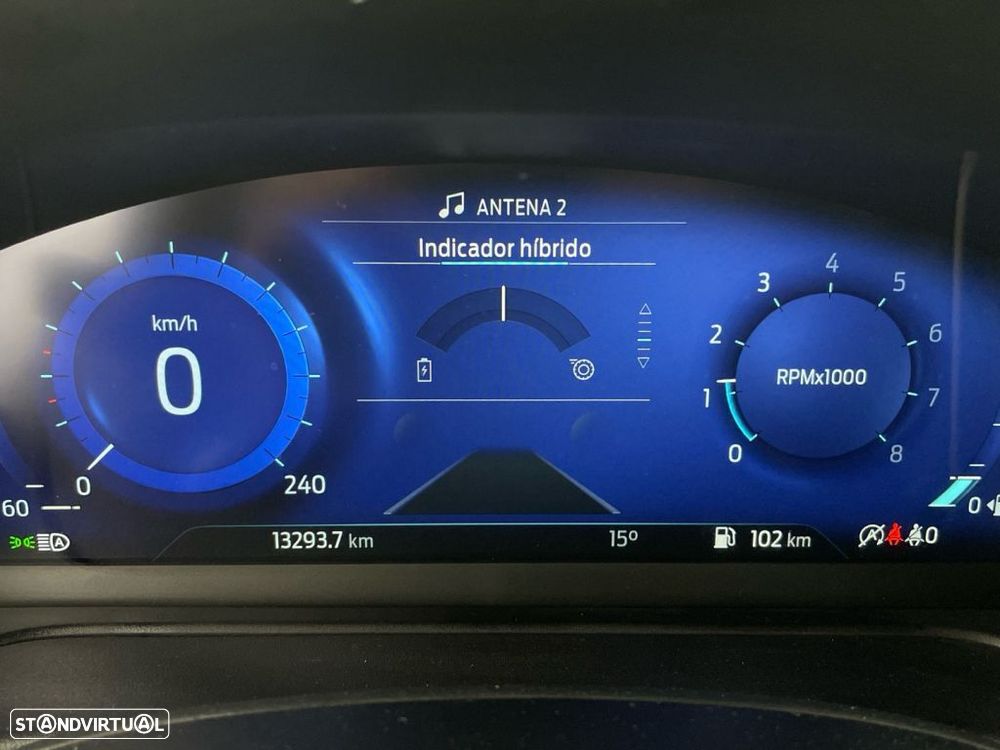 ANTENA 2
Indicador híbrido
km/h
0
0
240
60
0
1
2
3
4
5
6
7
8
RPMx1000
0
A
13293.7 km
15º
102 km
0
STANDVIRTUAL